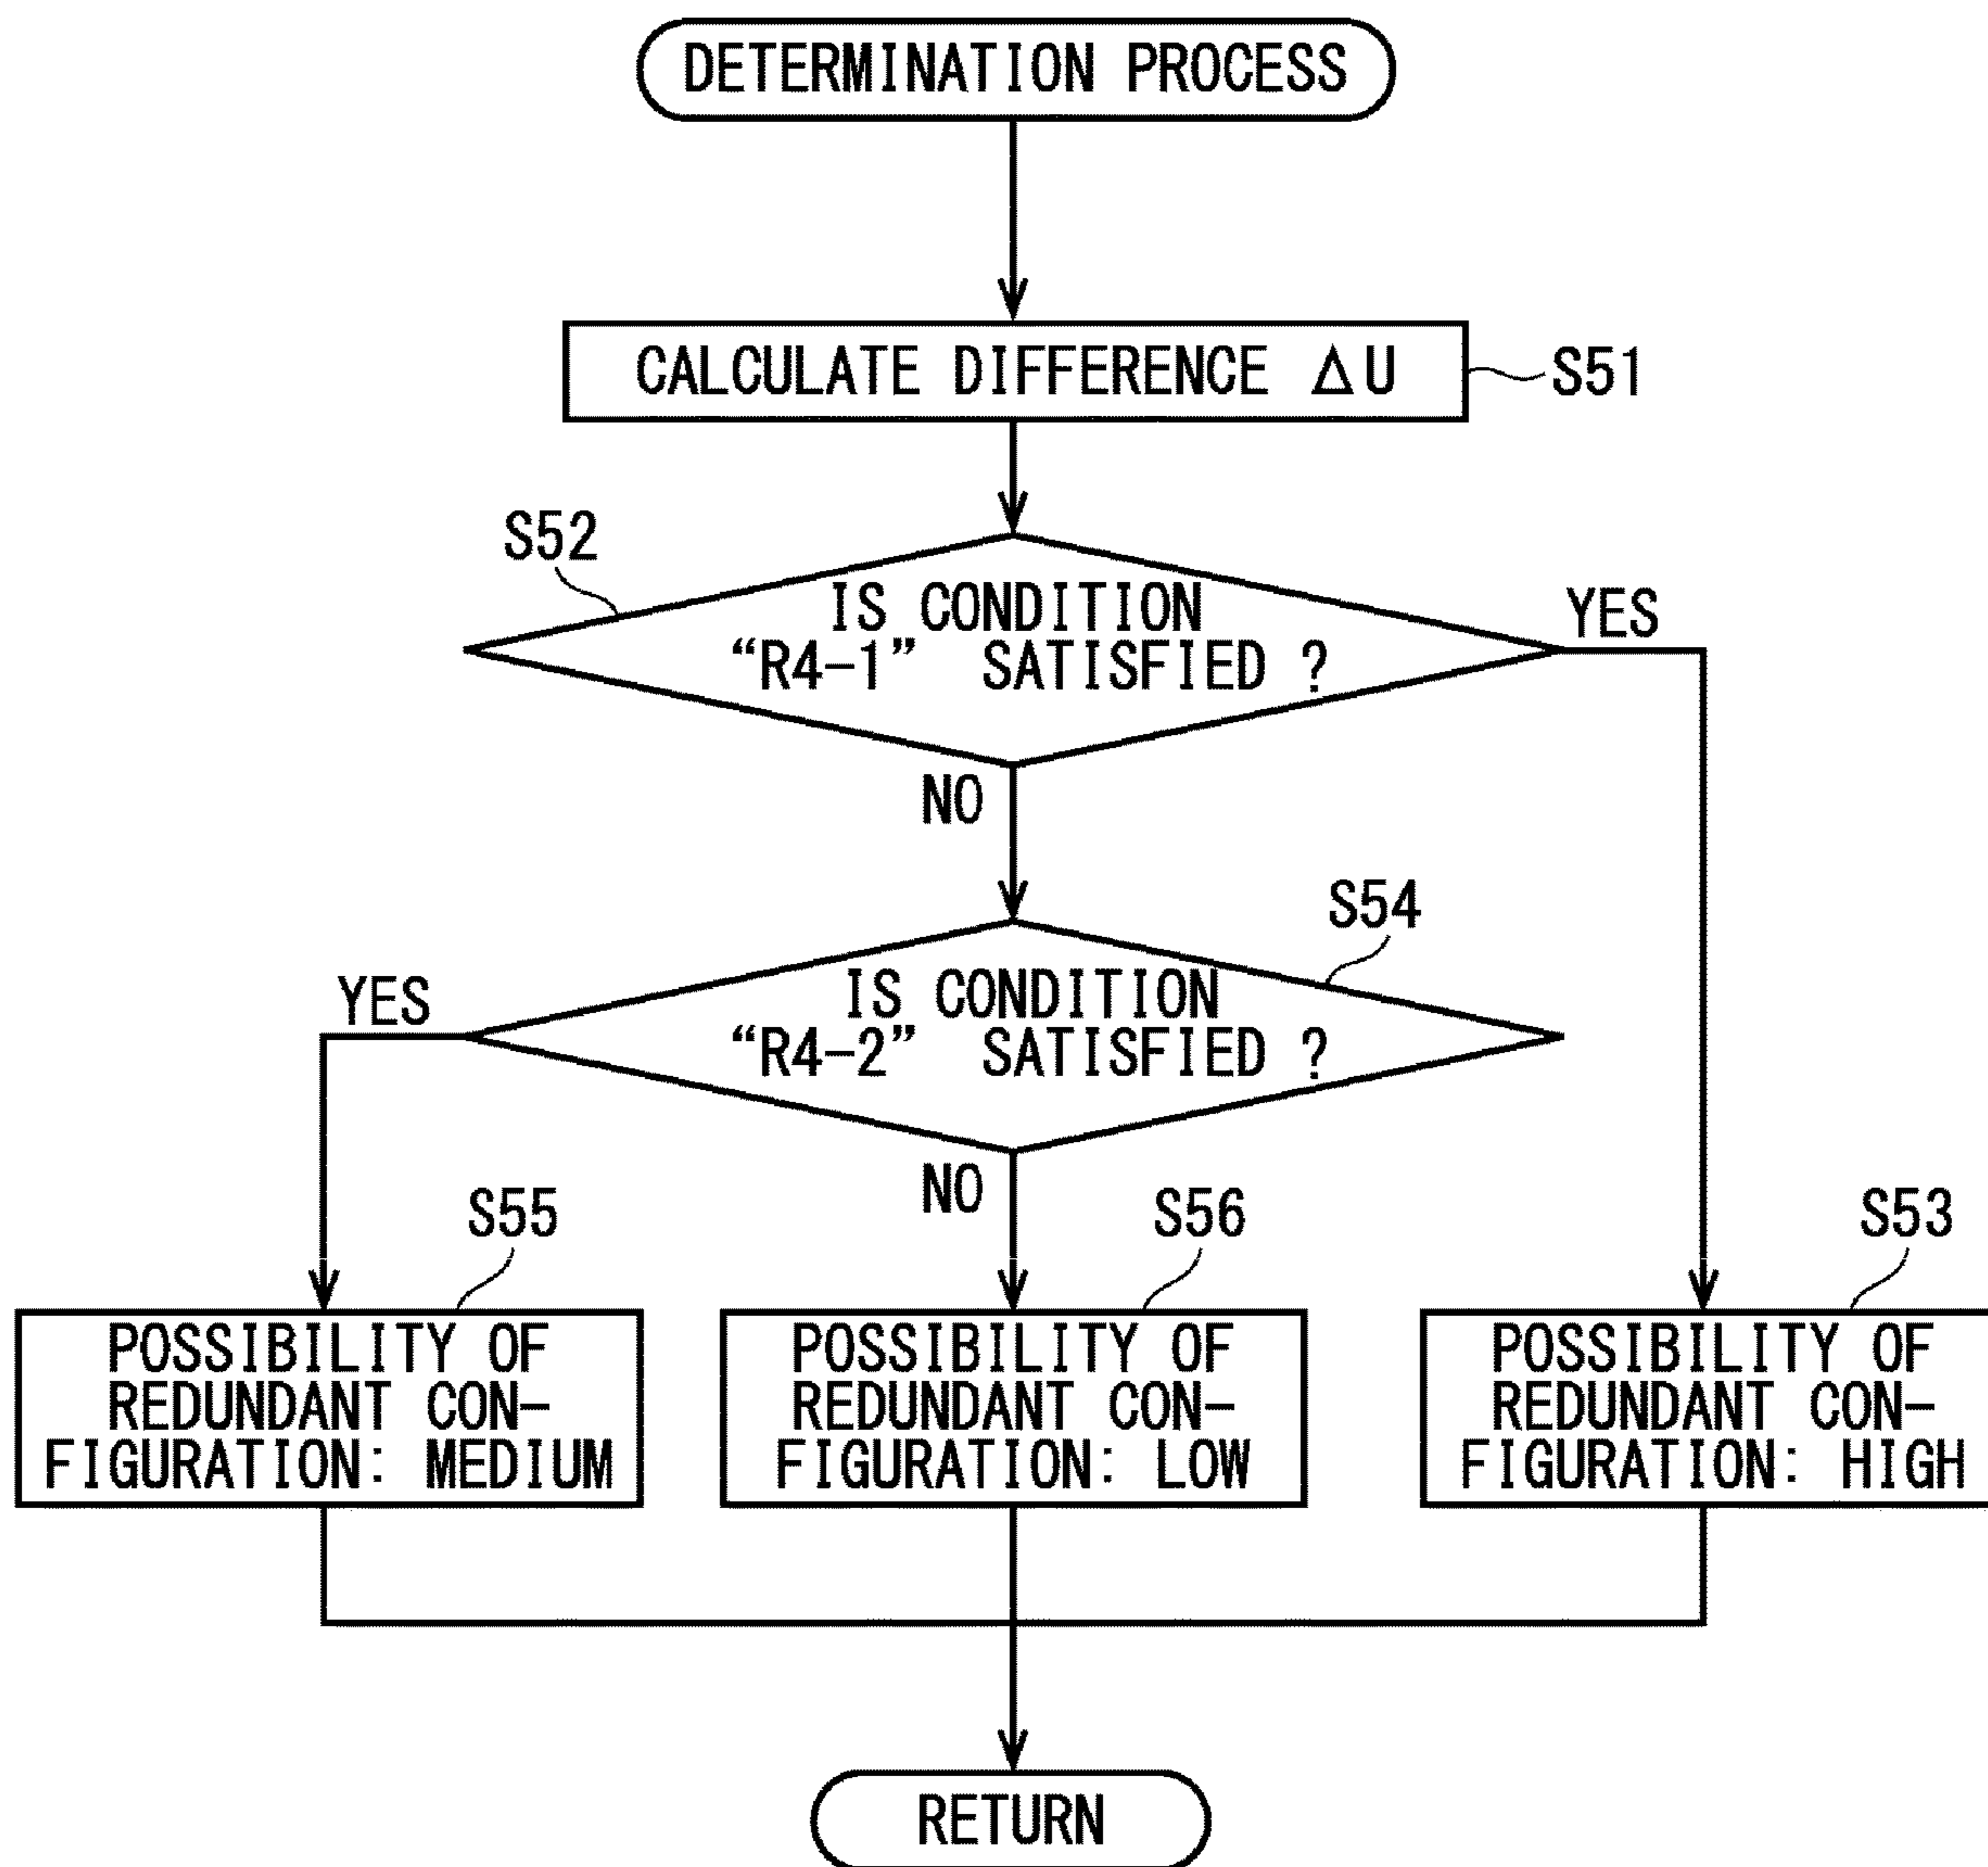 DETERMINATION PROCESS
CALCULATE DIFFERENCE ΔU
S51
S52
IS CONDITION
“R4-1” SATISFIED ?
YES
NO
S54
IS CONDITION
“R4-2” SATISFIED ?
YES
NO
S55
S56
S53
POSSIBILITY OF
REDUNDANT CON-
FIGURATION: MEDIUM
POSSIBILITY OF
REDUNDANT CON-
FIGURATION: LOW
POSSIBILITY OF
REDUNDANT CON-
FIGURATION: HIGH
RETURN